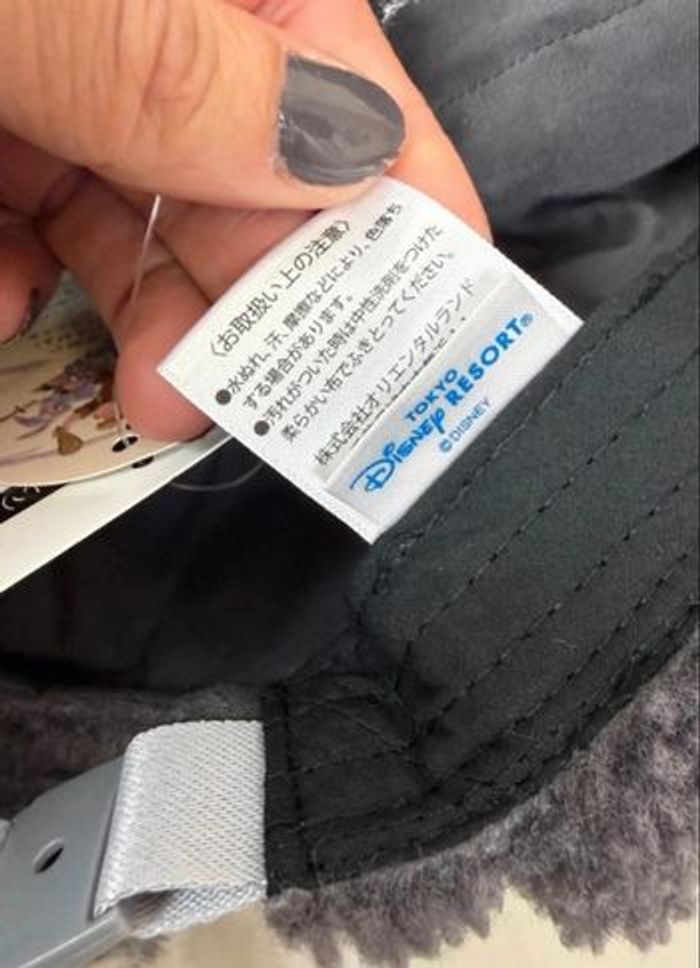 〈お取扱い上の注意〉
●水ぬれ、汗、摩擦などにより、色落ち
する場合があります。
●汚れがついた時は中性洗剤をつけた
柔らかい布でふきとってください。
株式会社オリエンタルランド
TOKYO
Disney RESORT®
©DISNEY